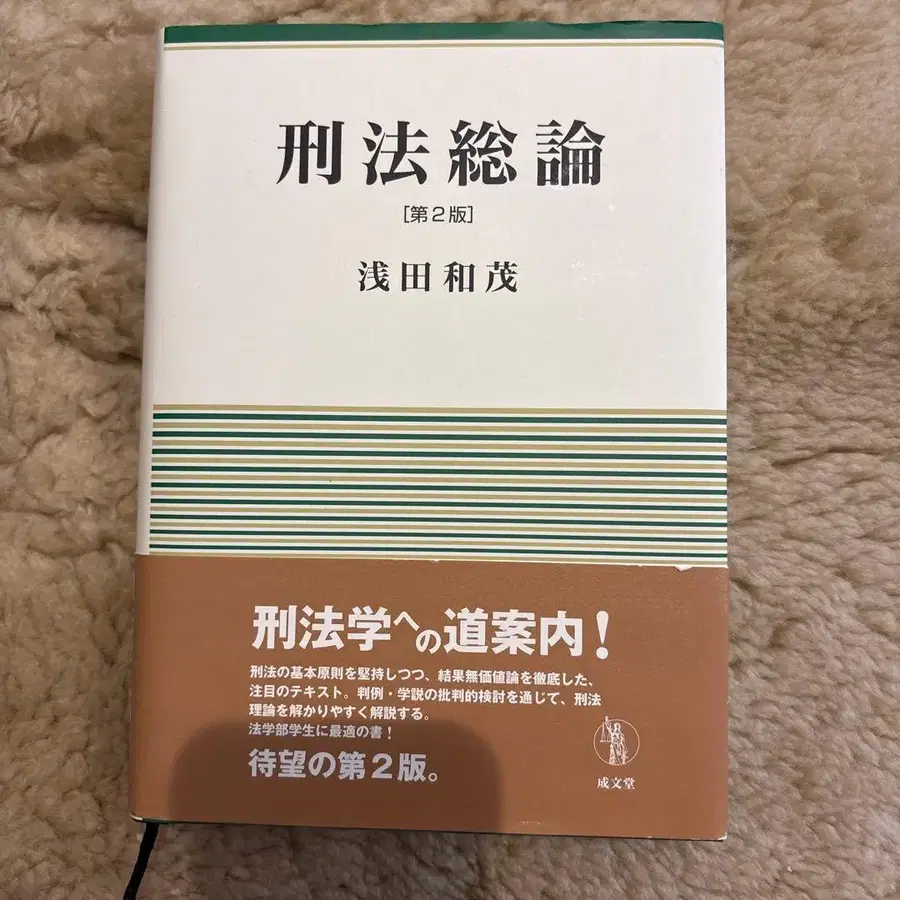 刑法総論
[第2版]
浅田和茂
刑法学への道案内!
刑法の基本原則を堅持しつつ、結果無価値論を徹底した、
注目のテキスト。判例・学説の批判的検討を通じて、刑法
理論を解かりやすく解説する。
法学部学生に最適の書!
待望の第2版。
成文堂